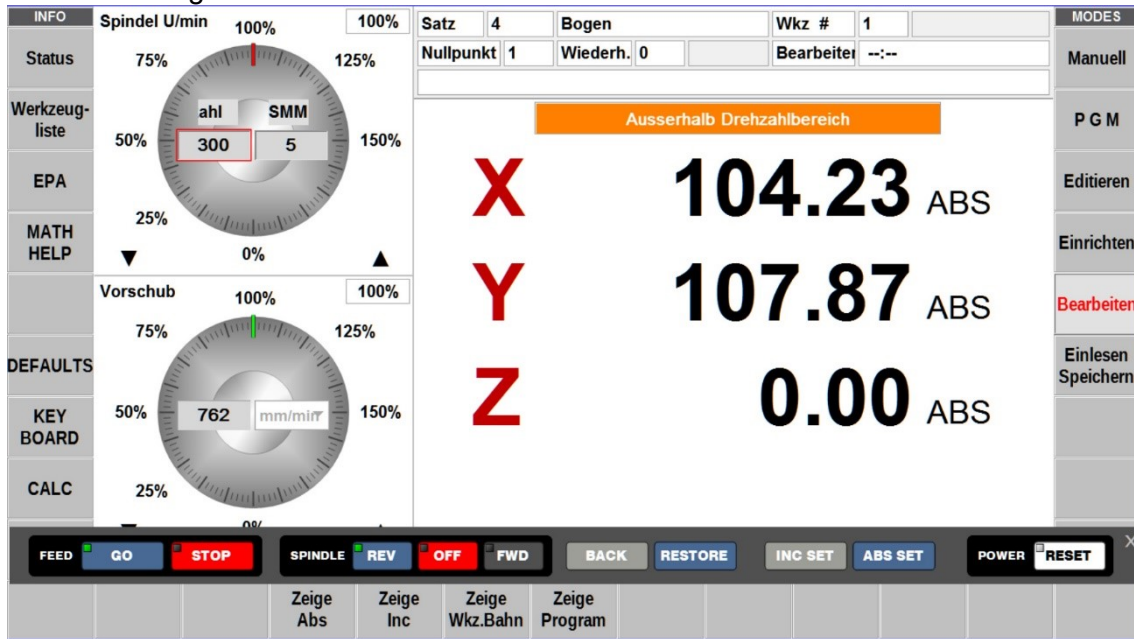 INFO
Status
Werkzeug-
liste
EPA
MATH
HELP
DEFAULTS
KEY
BOARD
CALC
Spindel U/min
100%
100%
75%
125%
ahl
SMM
50%
300
5
150%
25%
0%
▼
▲
Vorschub
100%
100%
75%
125%
50%
762
mm/min
150%
25%
Satz 4 Bogen Wkz # 1
Nullpunkt 1 Wiederh. 0 Bearbeiten --:--
Ausserhalb Drehzahlbereich
X 104.23 ABS
Y 107.87 ABS
Z 0.00 ABS
MODES
Manuell
P G M
Editieren
Einrichten
Bearbeiten
Einlesen
Speichern
FEED GO STOP SPINDLE REV OFF FWD BACK RESTORE INC SET ABS SET POWER RESET X
Zeige
Abs
Zeige
Inc
Zeige
Wkz.Bahn
Zeige
Program